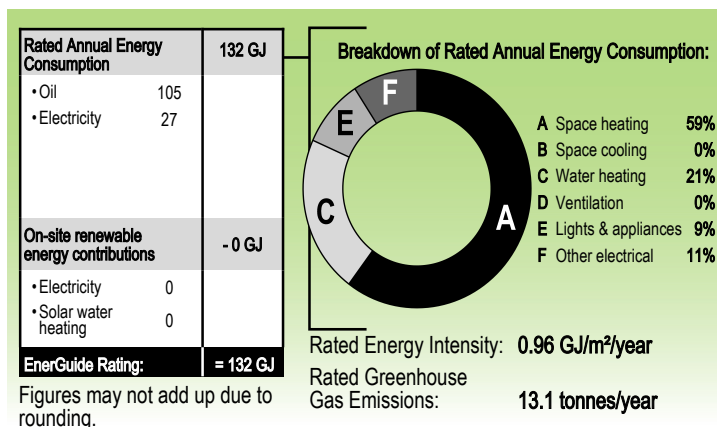 Rated Annual Energy Consumption 132 GJ
• Oil 105
• Electricity 27
On-site renewable energy contributions - 0 GJ
• Electricity 0
• Solar water heating 0
EnerGuide Rating: = 132 GJ
Figures may not add up due to
rounding.
Breakdown of Rated Annual Energy Consumption:
F
E
C
A
A Space heating 59%
B Space cooling 0%
C Water heating 21%
D Ventilation 0%
E Lights & appliances 9%
F Other electrical 11%
Rated Energy Intensity: 0.96 GJ/m²/year
Rated Greenhouse
Gas Emissions: 13.1 tonnes/year